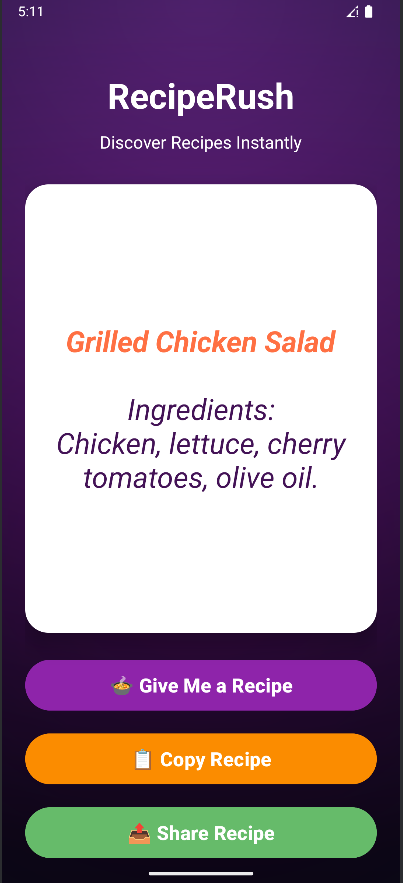 5:11
RecipeRush
Discover Recipes Instantly
Grilled Chicken Salad
Ingredients:
Chicken, lettuce, cherry
tomatoes, olive oil.
🍲 Give Me a Recipe
📋 Copy Recipe
📤 Share Recipe